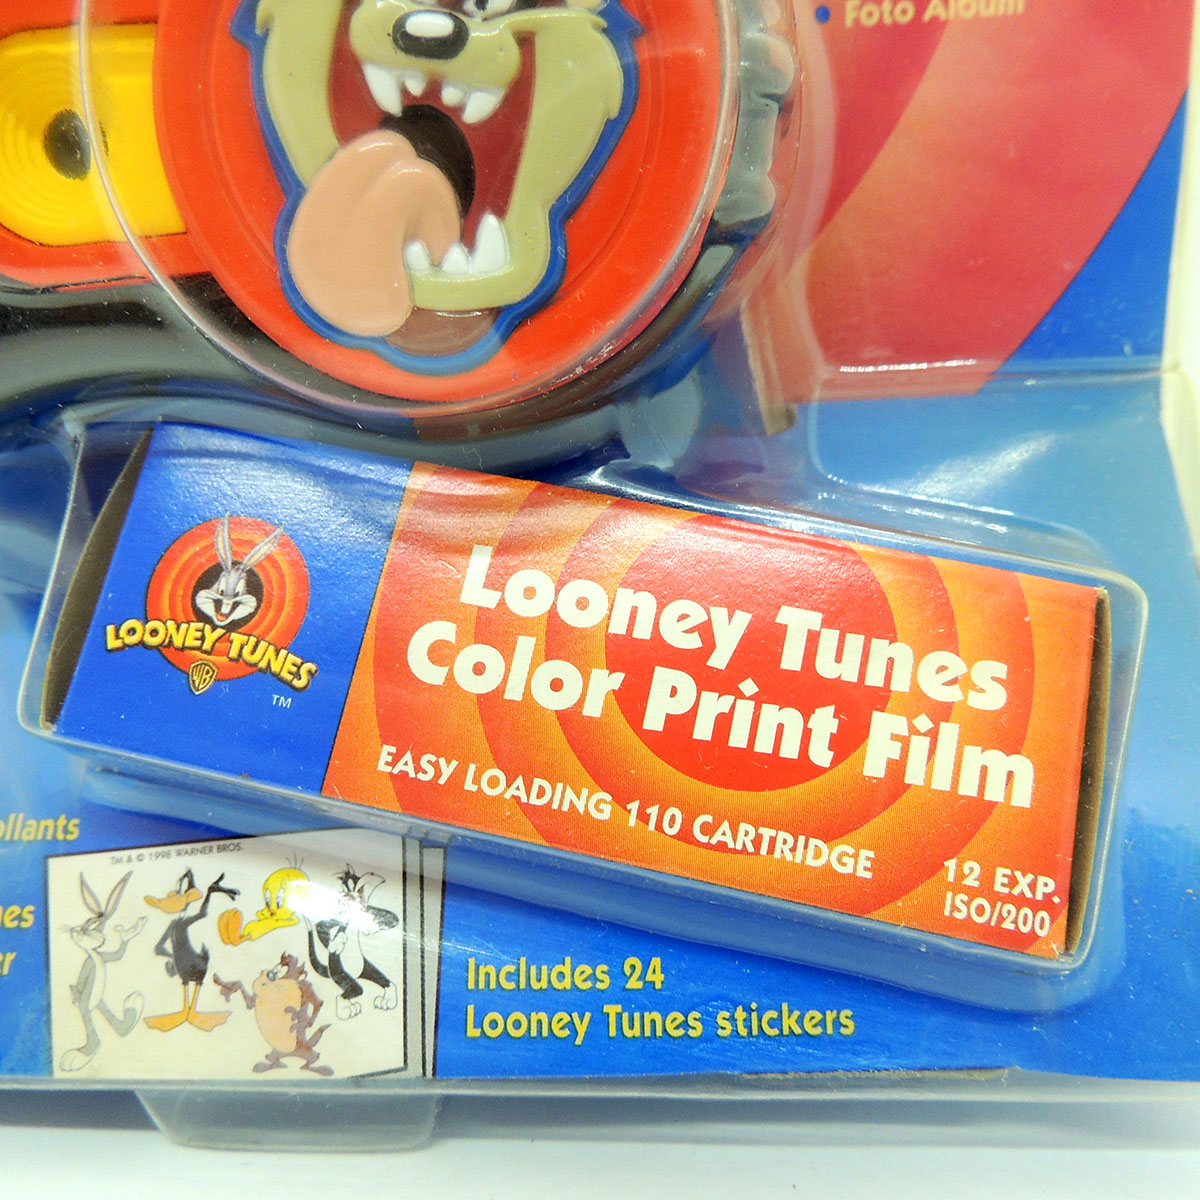 Foto Album
LOONEY TUNES
WB
TM
Looney Tunes
Color Print Film
EASY LOADING 110 CARTRIDGE
12 EXP.
ISO/200
TM & © 1998 WARNER BROS.
Includes 24
Looney Tunes stickers